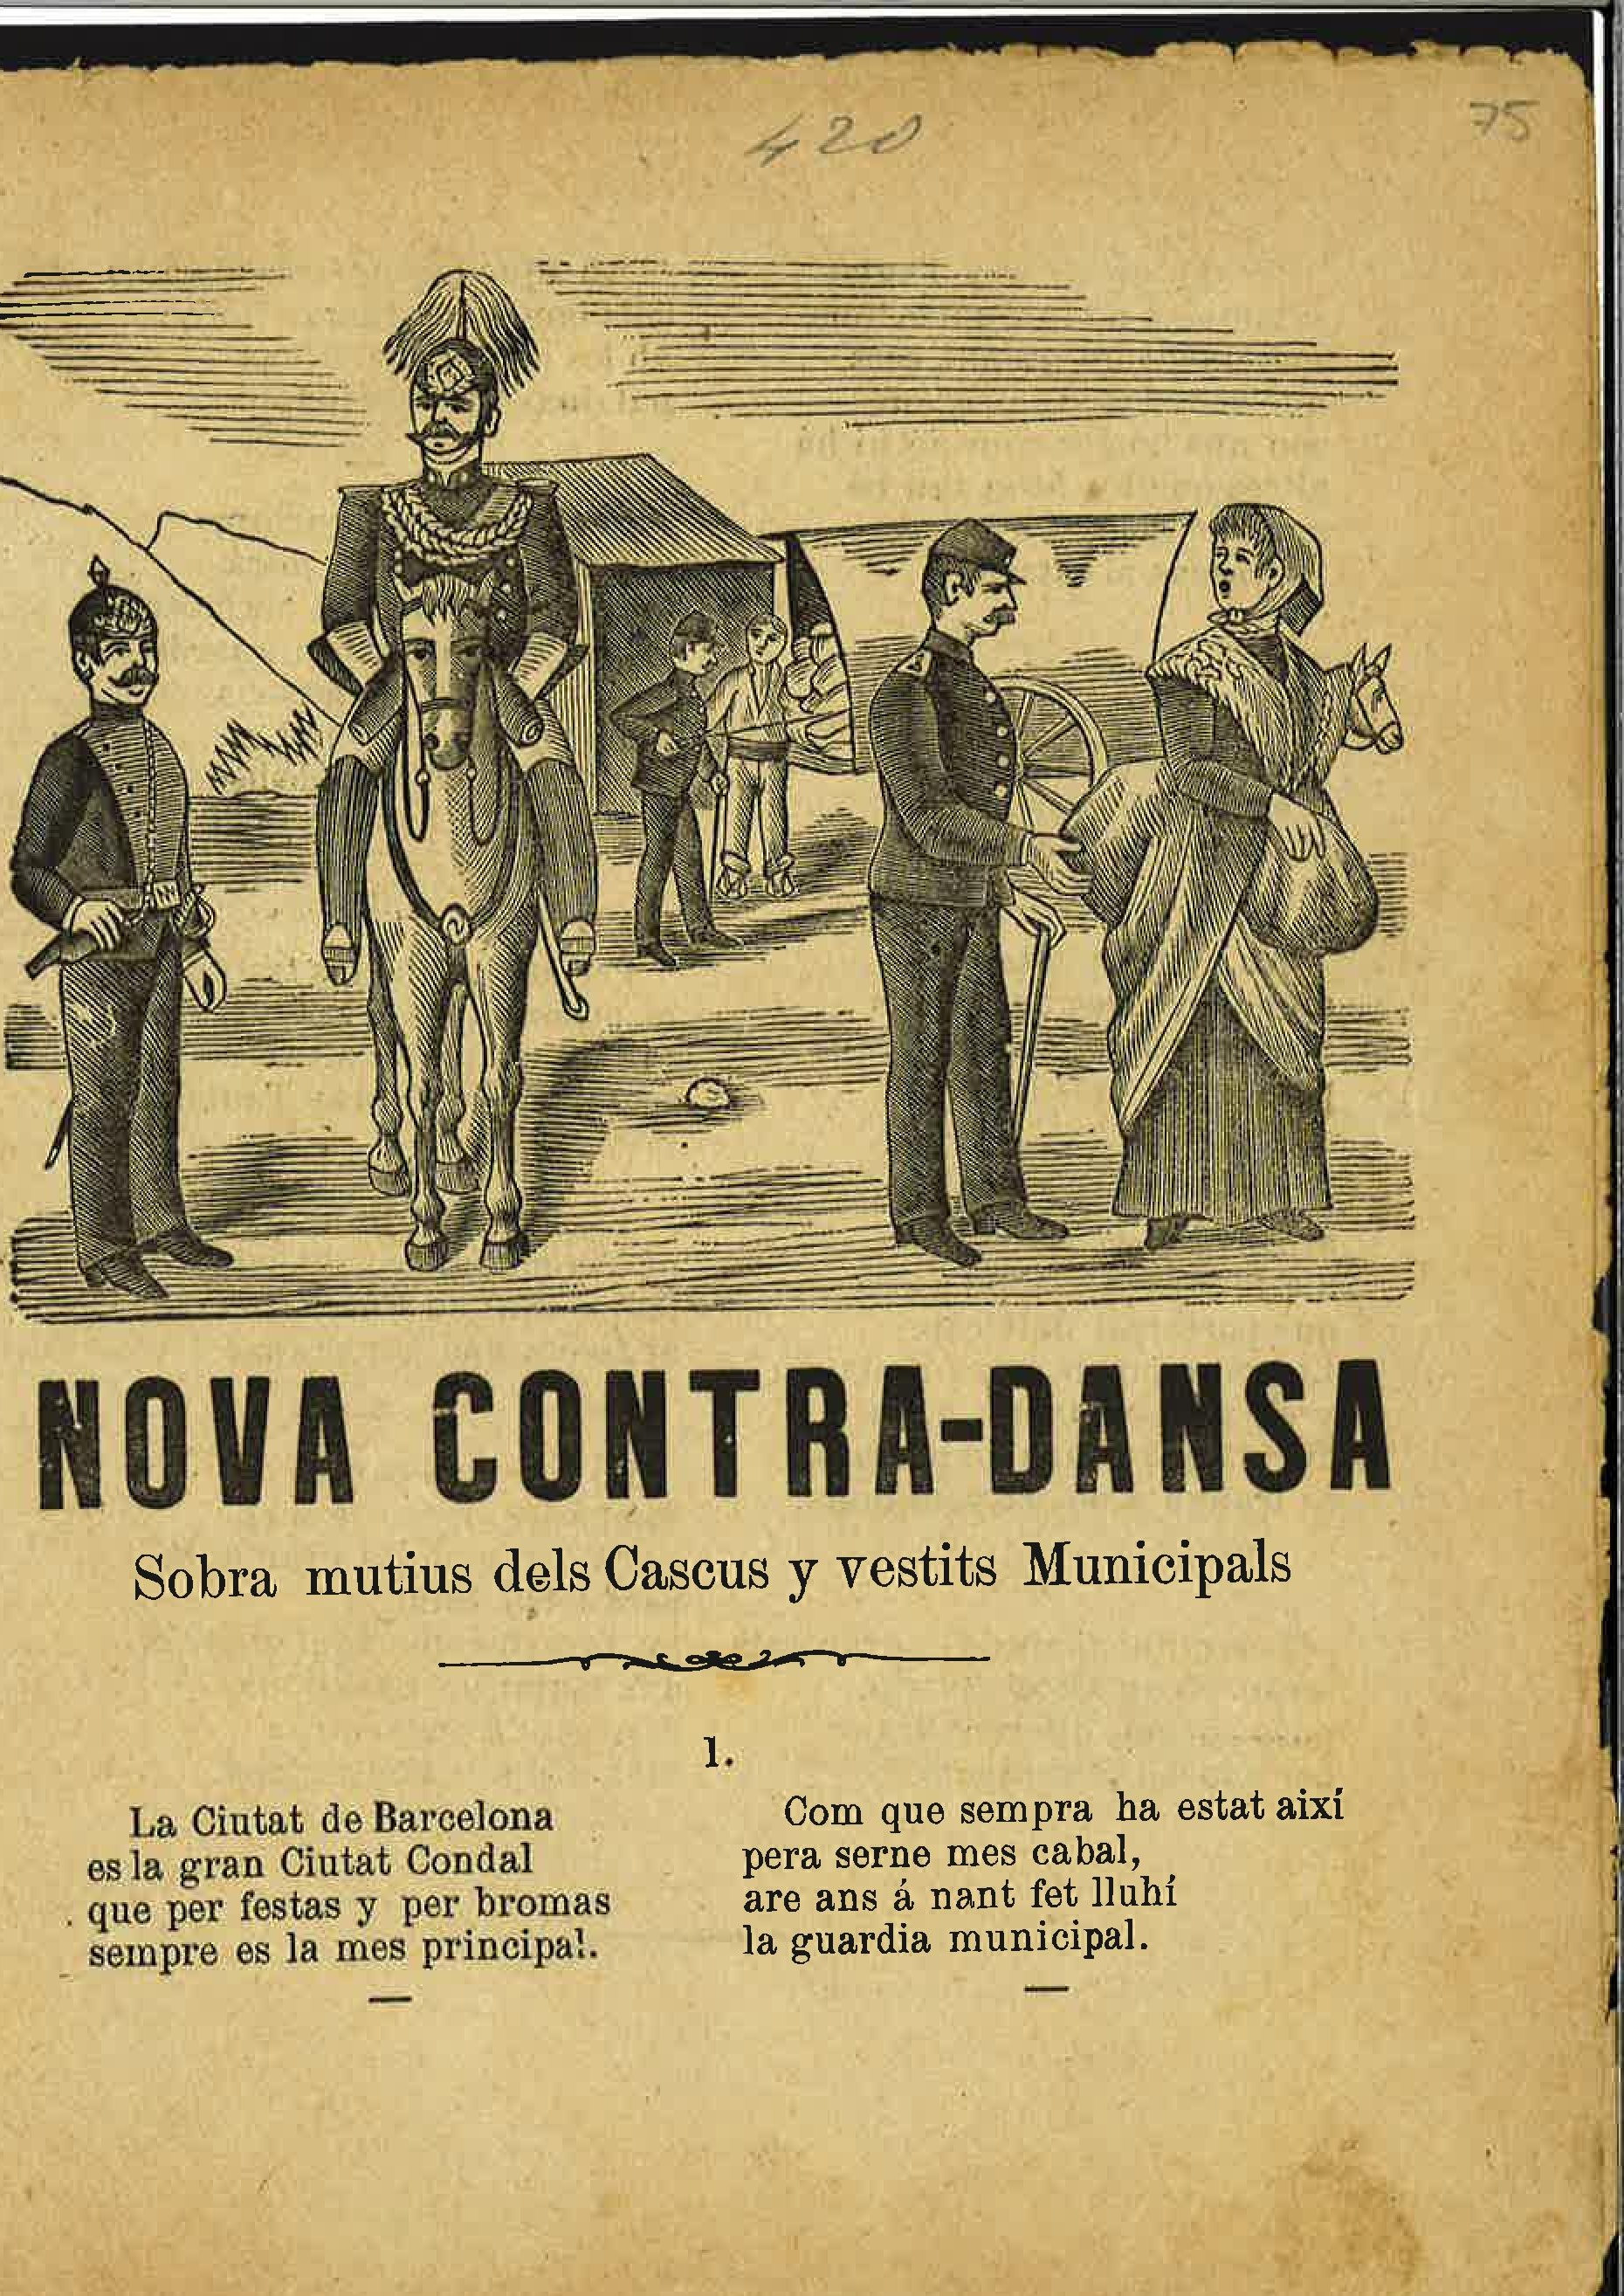 420
75
NOVA CONTRA-DANSA
Sobra mutius dels Cascus y vestits Municipals
1.
La Ciutat de Barcelona
es la gran Ciutat Condal
que per festas y per bromas
sempre es la mes principal.
Com que sempra ha estat així
pera serne mes cabal,
are ans á nant fet lluhí
la guardia municipal.